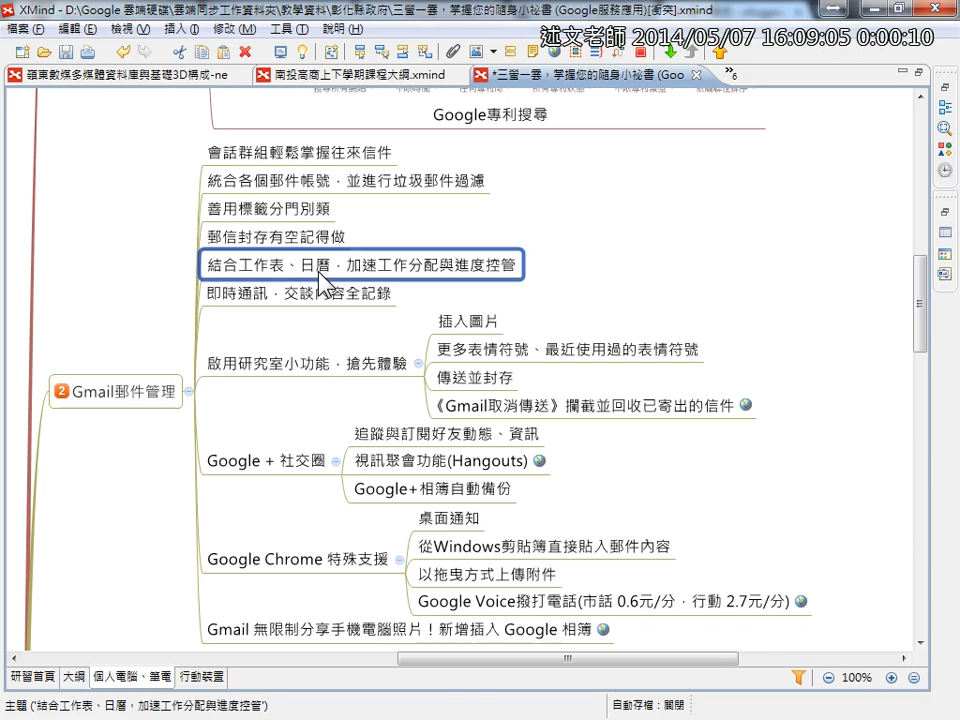 XMind - D:\Google 雲端硬碟\雲端同步工作資料夾\教學資料\彰化縣政府\三螢一雲，掌握您的隨身小祕書 (Google服務應用)[衝突].xmind
檔案(F) 編輯(E) 檢視(V) 插入(I) 修改(M) 工具(T) 說明(H)
述文老師 2014/05/07 16:09:05 0:00:10
嶺東數媒多媒體資料庫與基礎3D構成-ne
南投高商上下學期課程大綱.xmind
*三螢一雲，掌握您的隨身小祕書 (Goo
»6
Google專利搜尋
會話群組輕鬆掌握往來信件
統合各個郵件帳號，並進行垃圾郵件過濾
善用標籤分門別類
郵信封存有空記得做
結合工作表、日曆，加速工作分配與進度控管
即時通訊，交談內容全記錄
插入圖片
更多表情符號、最近使用過的表情符號
啟用研究室小功能，搶先體驗
傳送並封存
《Gmail取消傳送》攔截並回收已寄出的信件
2 Gmail郵件管理
追蹤與訂閱好友動態、資訊
Google + 社交圈
視訊聚會功能(Hangouts)
Google+相簿自動備份
桌面通知
從Windows剪貼簿直接貼入郵件內容
Google Chrome 特殊支援
以拖曳方式上傳附件
Google Voice撥打電話(市話 0.6元/分，行動 2.7元/分)
Gmail 無限制分享手機電腦照片！新增插入 Google 相簿
研習首頁 大綱 個人電腦、筆電 行動裝置
100%
主題 ('結合工作表、日曆，加速工作分配與進度控管')
自動存檔：關閉